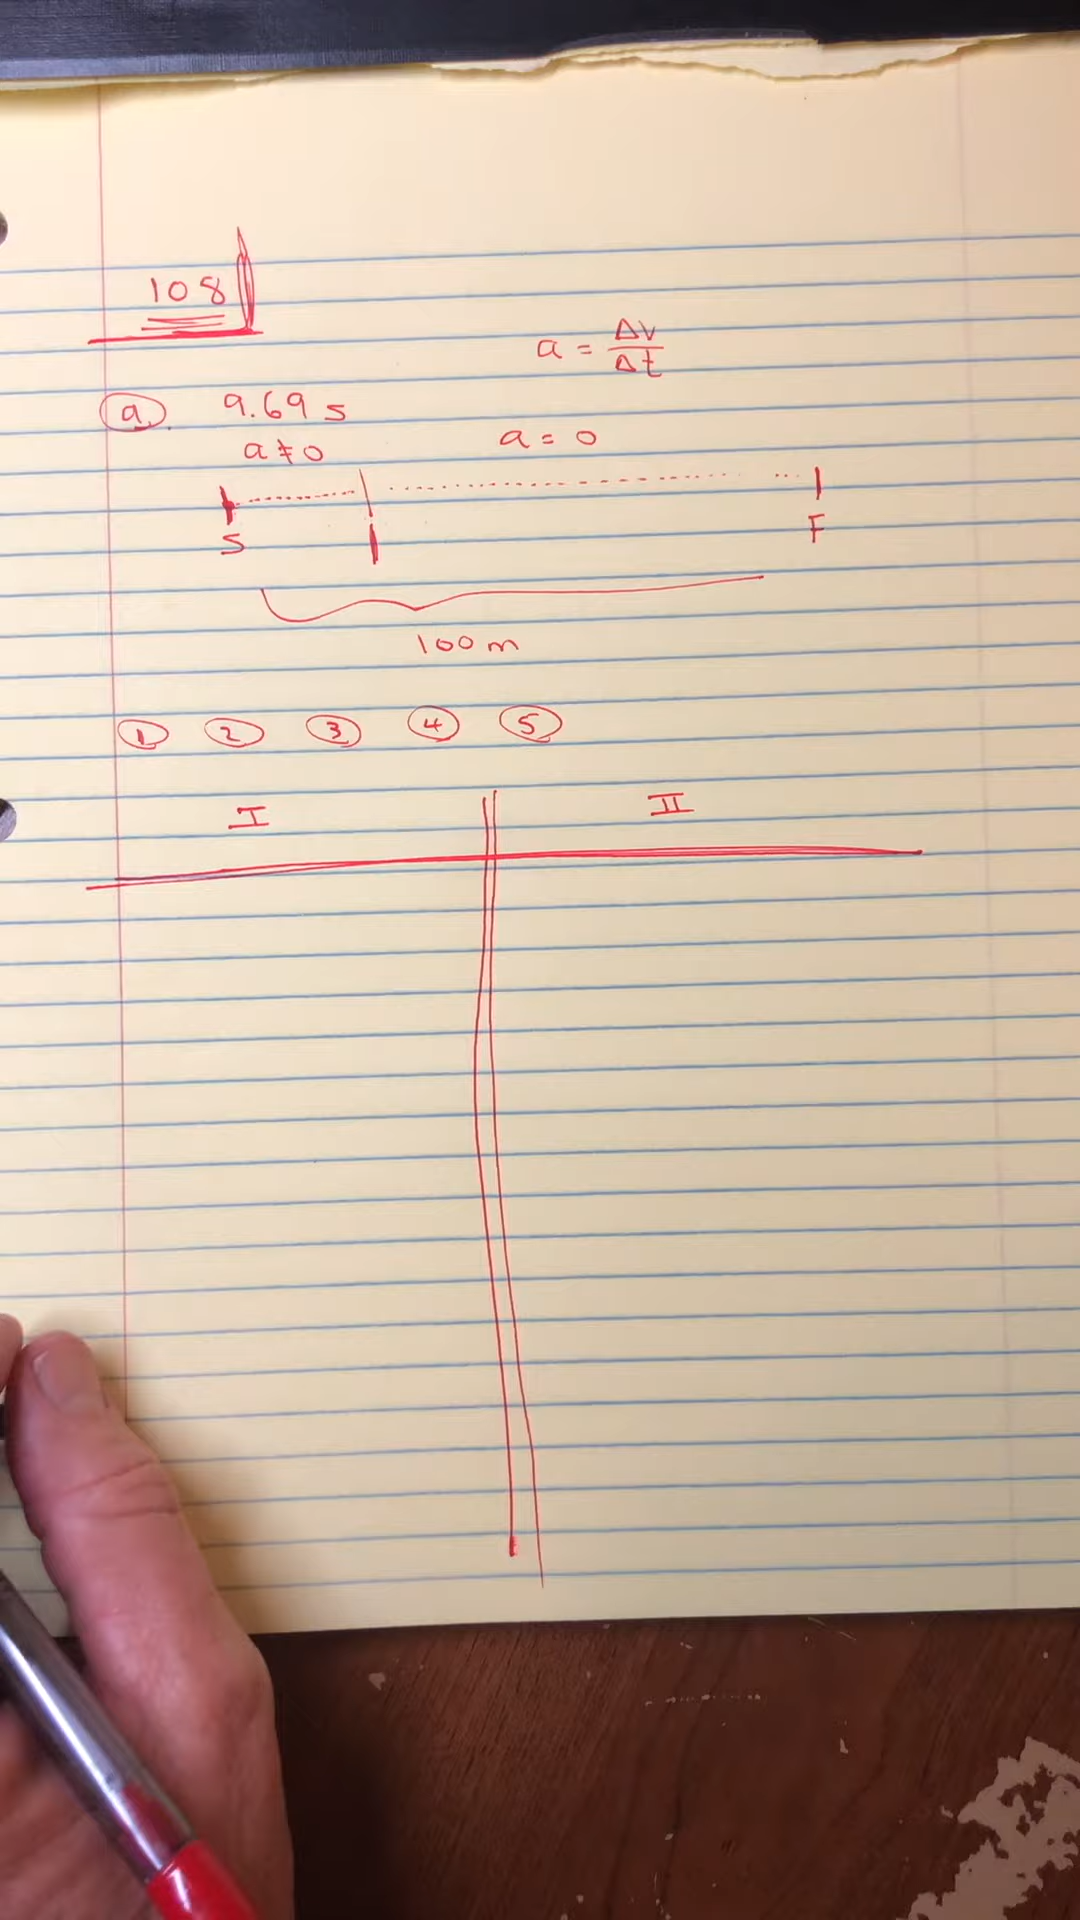 108
a = Δv/Δt
a 9.69 s
a ≠ 0 a = 0
S F
100 m
1 2 3 4 5
I II